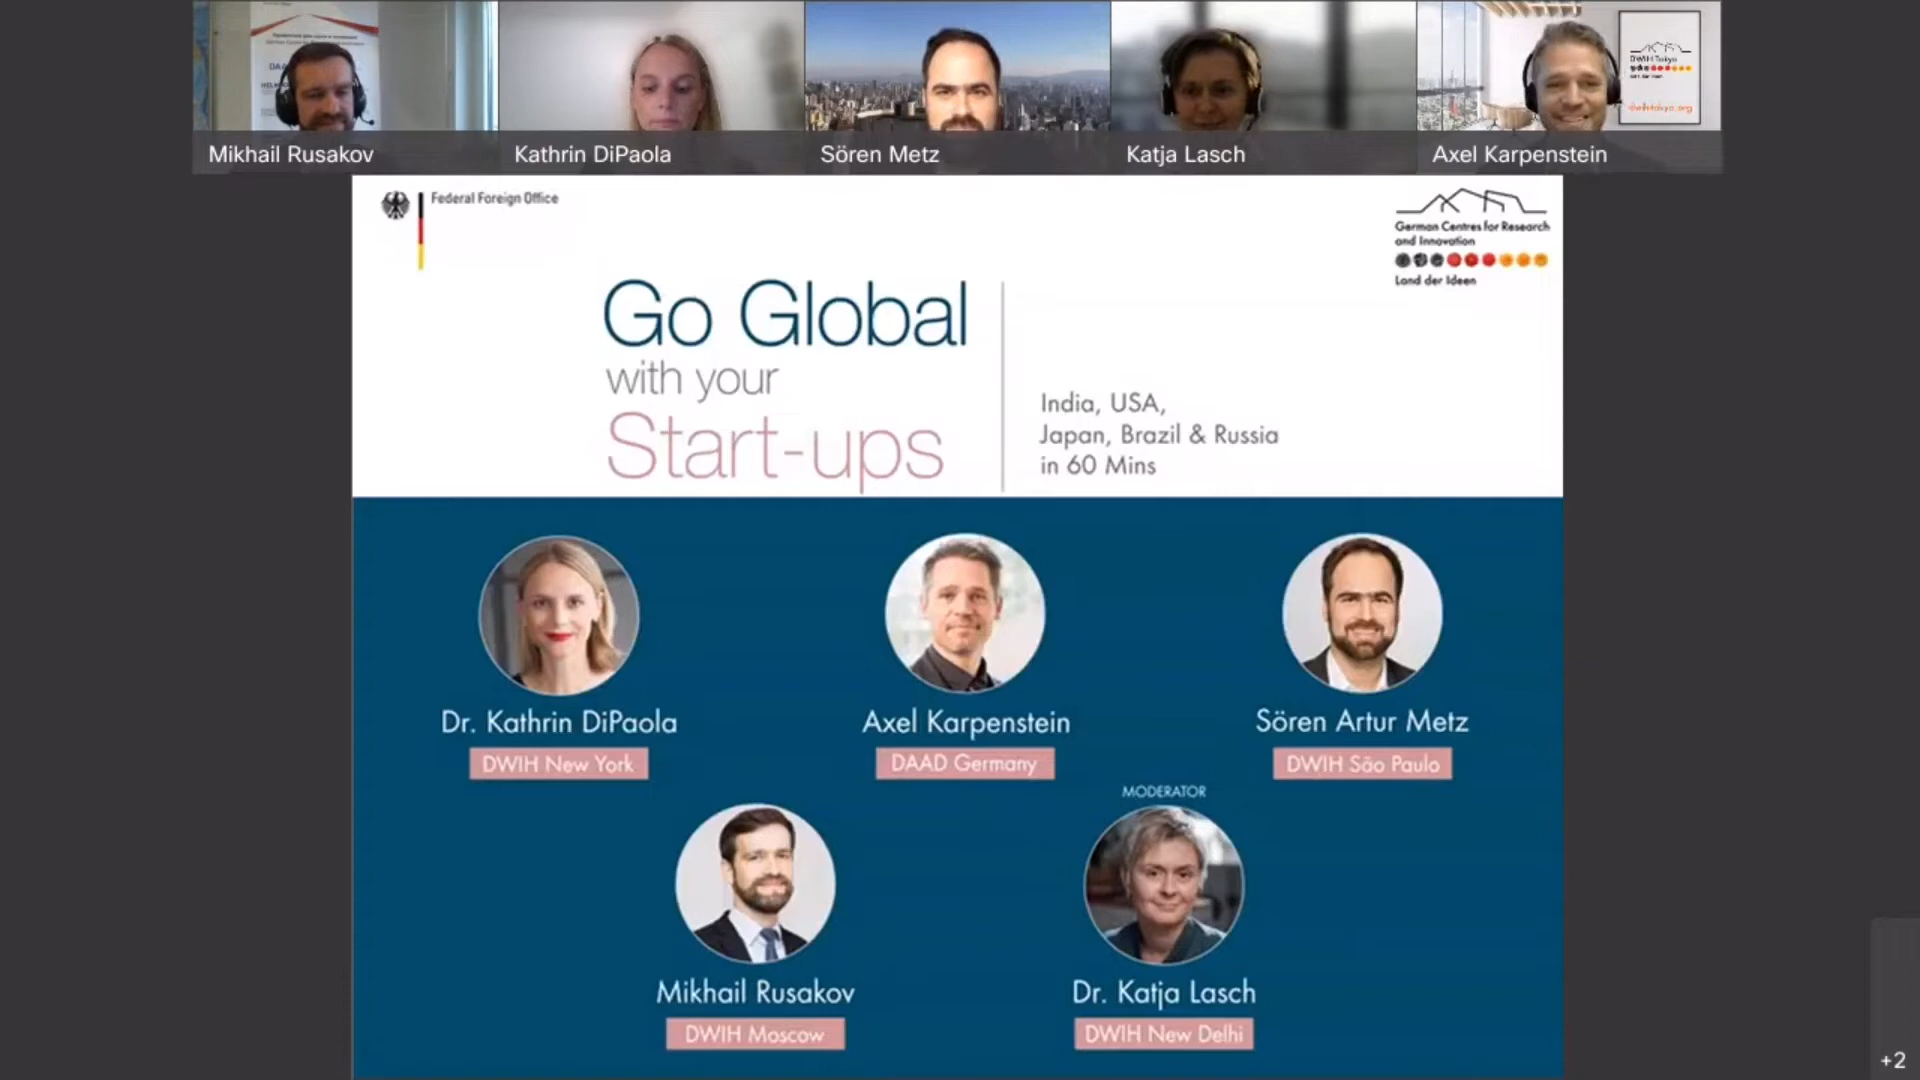 DAA
Mikhail Rusakov
Kathrin DiPaola
Sören Metz
Katja Lasch
DWIH Tokyo
Axel Karpenstein
Federal Foreign Office
German Centres for Research
and Innovation
Land der Ideen
Go Global
with your
Start-ups
India, USA,
Japan, Brazil & Russia
in 60 Mins
Dr. Kathrin DiPaola
DWIH New York
Axel Karpenstein
DAAD Germany
Sören Artur Metz
DWIH São Paulo
Mikhail Rusakov
DWIH Moscow
MODERATOR
Dr. Katja Lasch
DWIH New Delhi
+2